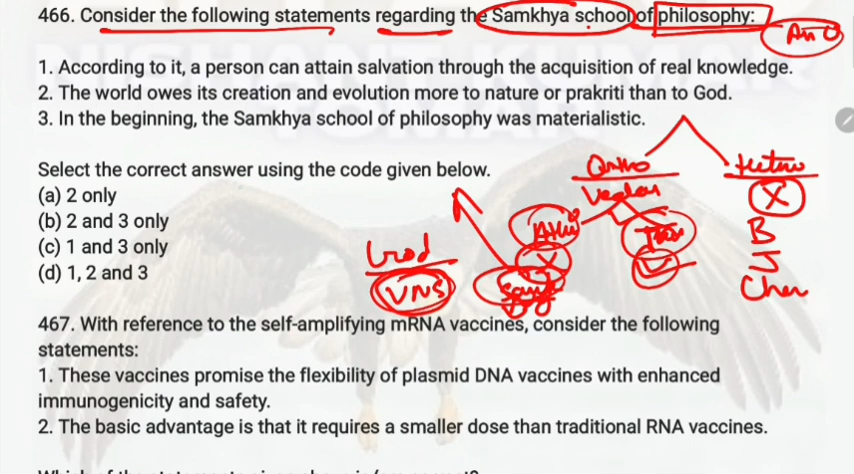 466. Consider the following statements regarding the Samkhya school of philosophy:
1. According to it, a person can attain salvation through the acquisition of real knowledge.
2. The world owes its creation and evolution more to nature or prakriti than to God.
3. In the beginning, the Samkhya school of philosophy was materialistic.
Select the correct answer using the code given below.
(a) 2 only
(b) 2 and 3 only
(c) 1 and 3 only
(d) 1, 2 and 3
Ortho
X
B
J
VNS
467. With reference to the self-amplifying mRNA vaccines, consider the following
statements:
1. These vaccines promise the flexibility of plasmid DNA vaccines with enhanced
immunogenicity and safety.
2. The basic advantage is that it requires a smaller dose than traditional RNA vaccines.